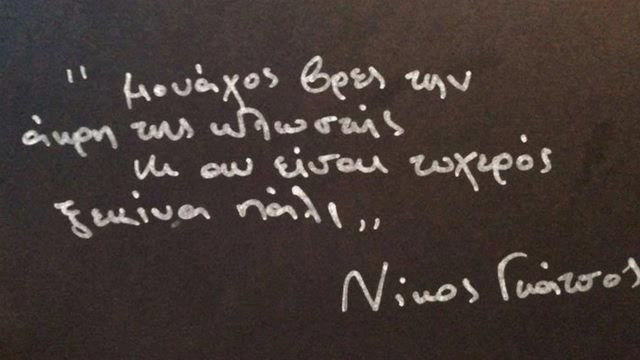 "μονάχος βρες την
άκρη της κλωστής
κι αν είσαι τυχερός
ξεκίνα πάλι,,
Νίκος Γκάτσος